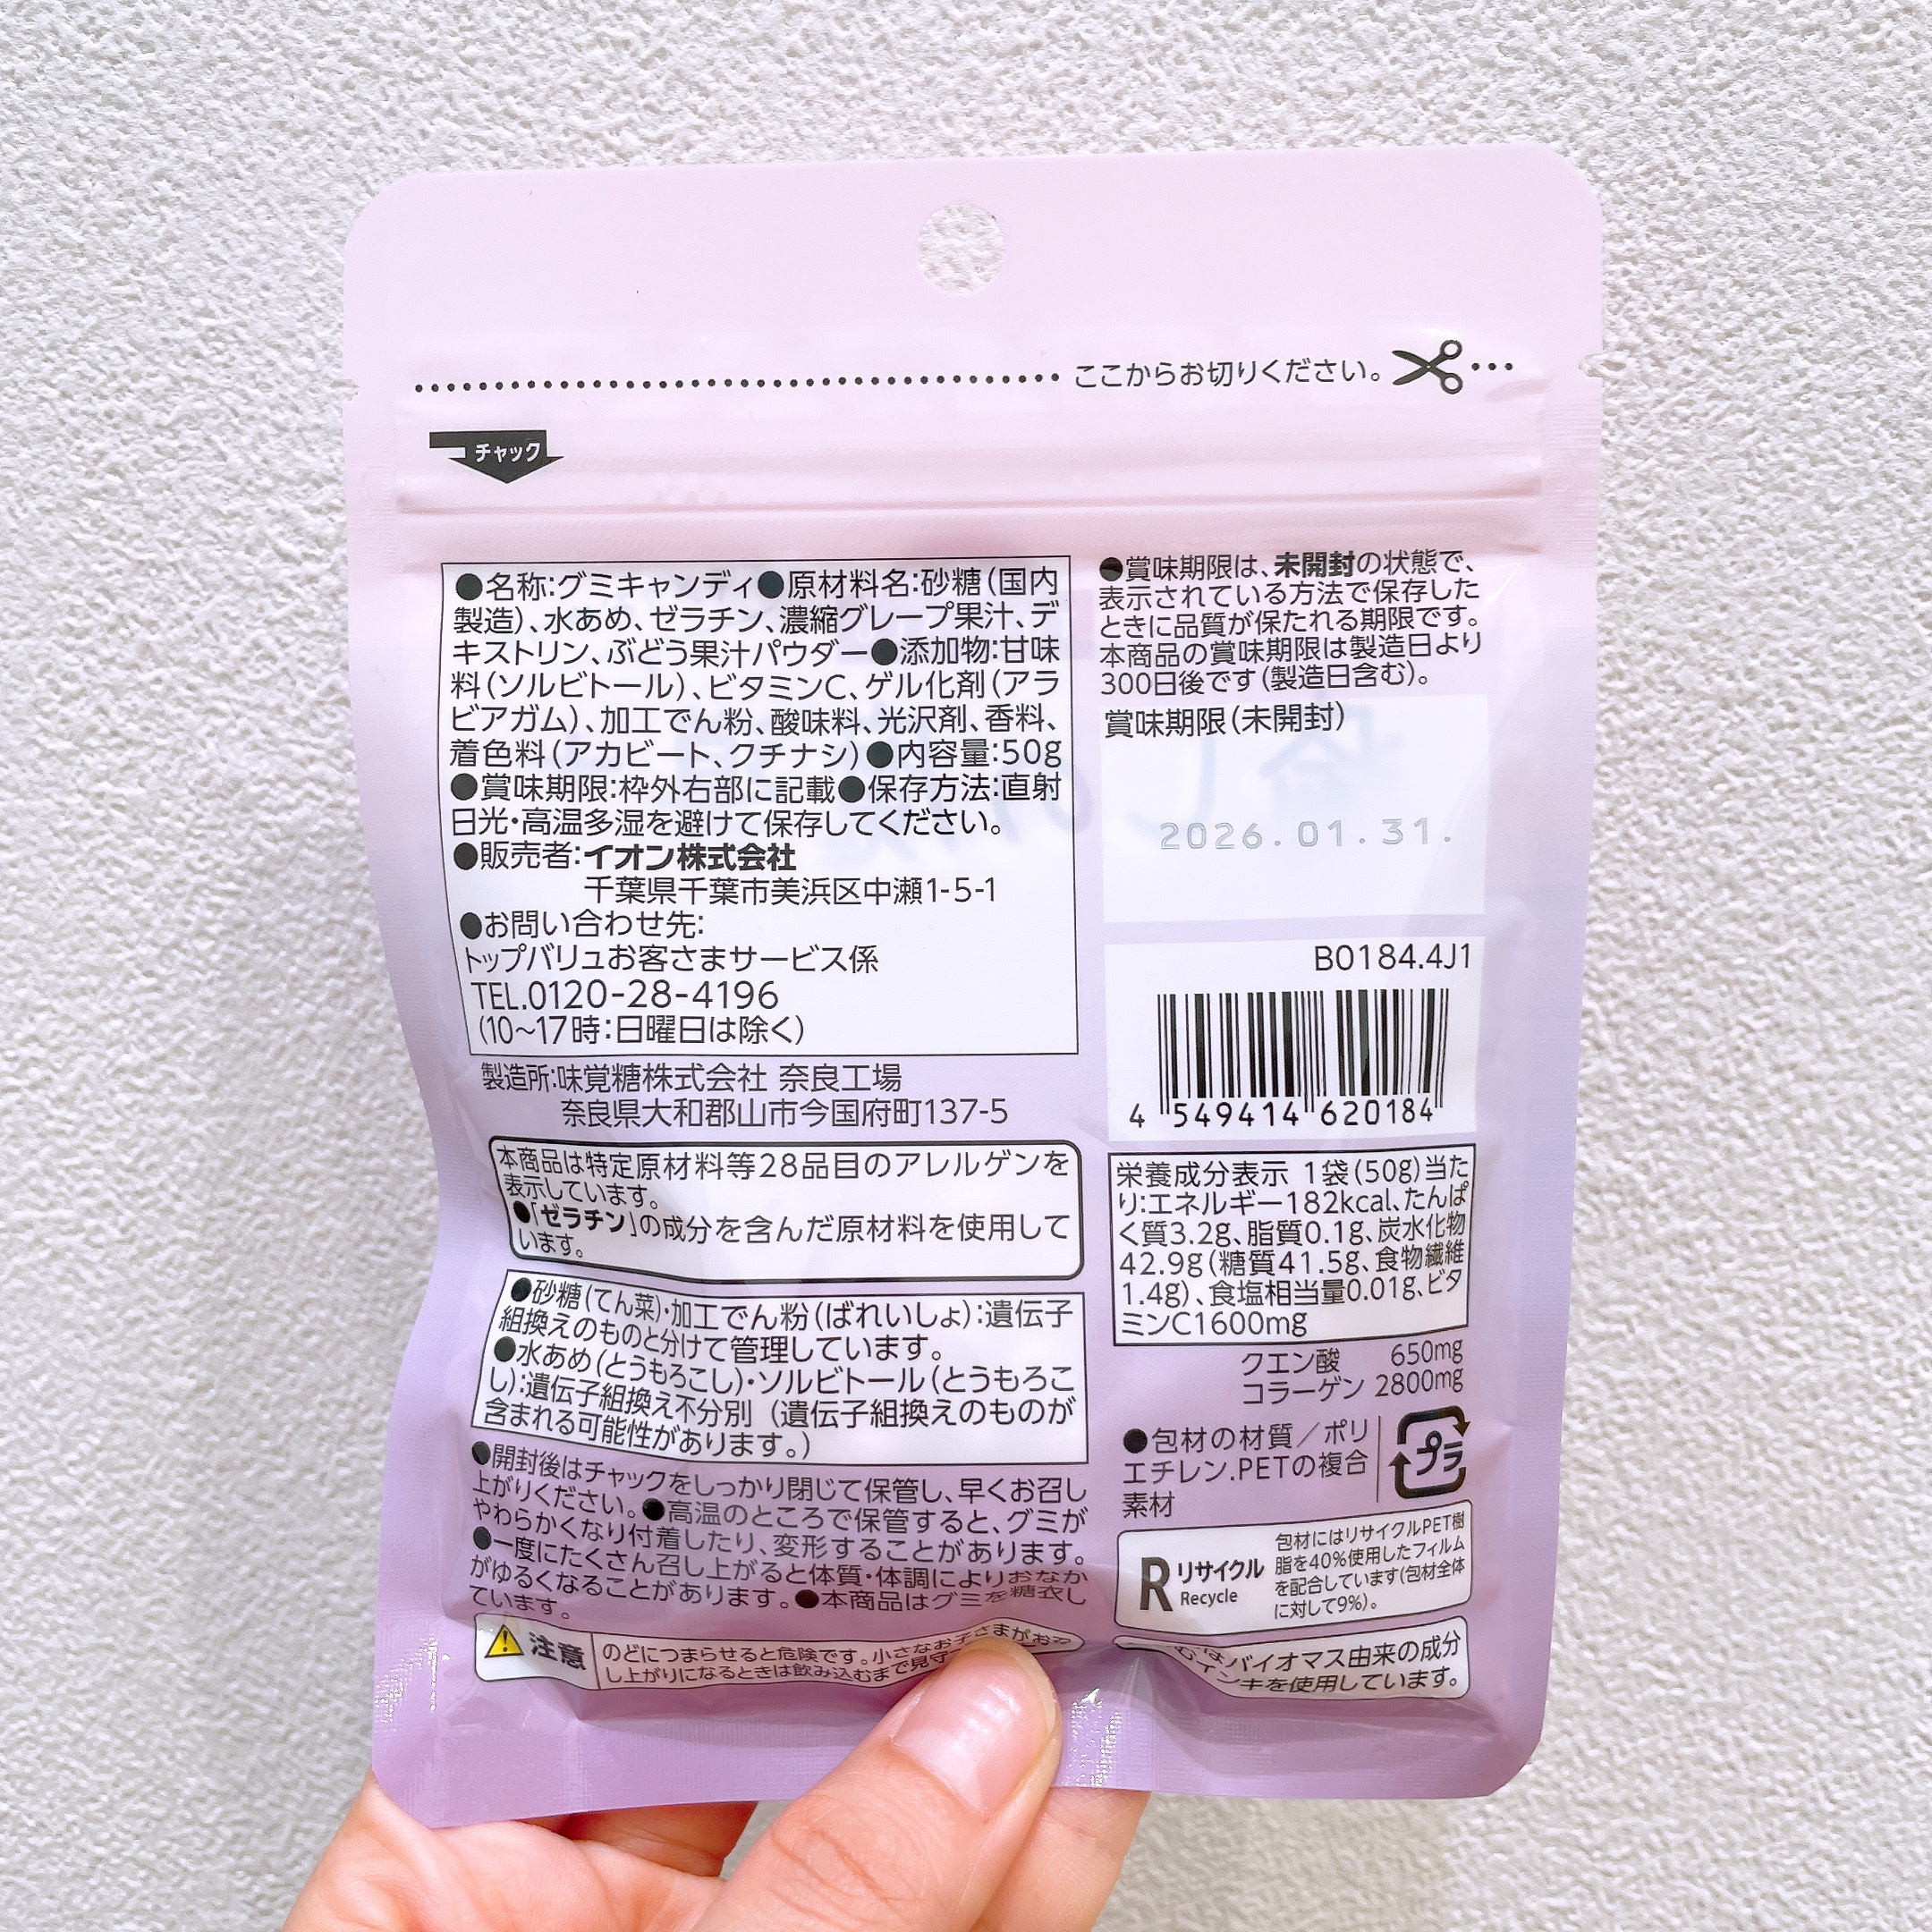 ここからお切りください。
チャック
●名称:グミキャンディ●原材料名:砂糖(国内
製造)、水あめ、ゼラチン、濃縮グレープ果汁、デ
キストリン、ぶどう果汁パウダー●添加物:甘味
料(ソルビトール)、ビタミンC、ゲル化剤(アラ
ビアガム)、加工でん粉、酸味料、光沢剤、香料、
着色料(アカビート、クチナシ)●内容量:50g
●賞味期限:枠外右部に記載●保存方法:直射
日光・高温多湿を避けて保存してください。
●販売者:イオン株式会社
千葉県千葉市美浜区中瀬1-5-1
●お問い合わせ先:
トップバリュお客さまサービス係
TEL.0120-28-4196
(10～17時:日曜日は除く)
製造所:味覚糖株式会社 奈良工場
奈良県大和郡山市今国府町137-5
本商品は特定原材料等28品目のアレルゲンを
表示しています。
●「ゼラチン」の成分を含んだ原材料を使用して
います。
●砂糖(てん菜)・加工でん粉(ばれいしょ):遺伝子
組換えのものと分けて管理しています。
●水あめ(とうもろこし)・ソルビトール(とうもろこ
し):遺伝子組換え不分別(遺伝子組換えのものが
含まれる可能性があります。)
●開封後はチャックをしっかり閉じて保管し、早くお召し
上がりください。●高温のところで保管すると、グミが
やわらかくなり付着したり、変形することがあります。
●一度にたくさん召し上がると体質・体調によりおなか
がゆるくなることがあります。●本商品はグミを糖衣し
ています。
注意
のどにつまらせると危険です。小さなお子さまがお召
し上がりになるときは飲み込むまで見守
●賞味期限は、未開封の状態で、
表示されている方法で保存した
ときに品質が保たれる期限です。
本商品の賞味期限は製造日より
300日後です(製造日含む)。
賞味期限(未開封)
2026.01.31.
B0184.4J1
4 549414 620184
栄養成分表示 1袋(50g)当た
り:エネルギー182kcal、たんぱ
く質3.2g、脂質0.1g、炭水化物
42.9g(糖質41.5g、食物繊維
1.4g)、食塩相当量0.01g、ビタ
ミンC1600mg
クエン酸 650mg
コラーゲン 2800mg
●包材の材質／ポリ
エチレン.PETの複合
素材
プラ
R リサイクル
Recycle
包材にはリサイクルPET樹
脂を40%使用したフィルム
を配合しています(包材全体
に対して9%)。
バイオマス由来の成分
インキを使用しています。